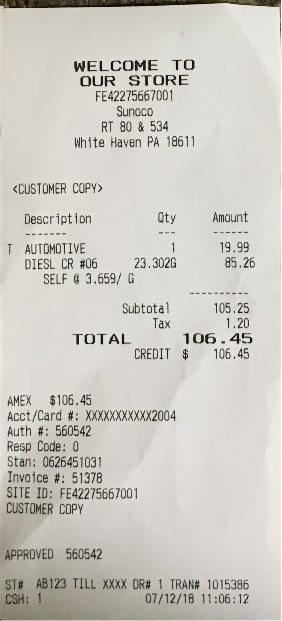 WELCOME TO
OUR STORE
FE42275667001
Sunoco
RT 80 & 534
White Haven PA 18611
<CUSTOMER COPY>
Description Qty Amount
------- --- ------
T AUTOMOTIVE 1 19.99
DIESL CR #06 23.302G 85.26
SELF @ 3.659/ G
----------
Subtotal 105.25
Tax 1.20
TOTAL 106.45
CREDIT $ 106.45
AMEX $106.45
Acct/Card #: XXXXXXXXXXX2004
Auth #: 560542
Resp Code: 0
Stan: 0626451031
Invoice #: 51378
SITE ID: FE42275667001
CUSTOMER COPY
APPROVED 560542
ST# AB123 TILL XXXX DR# 1 TRAN# 1015386
CSH: 1 07/12/18 11:06:12